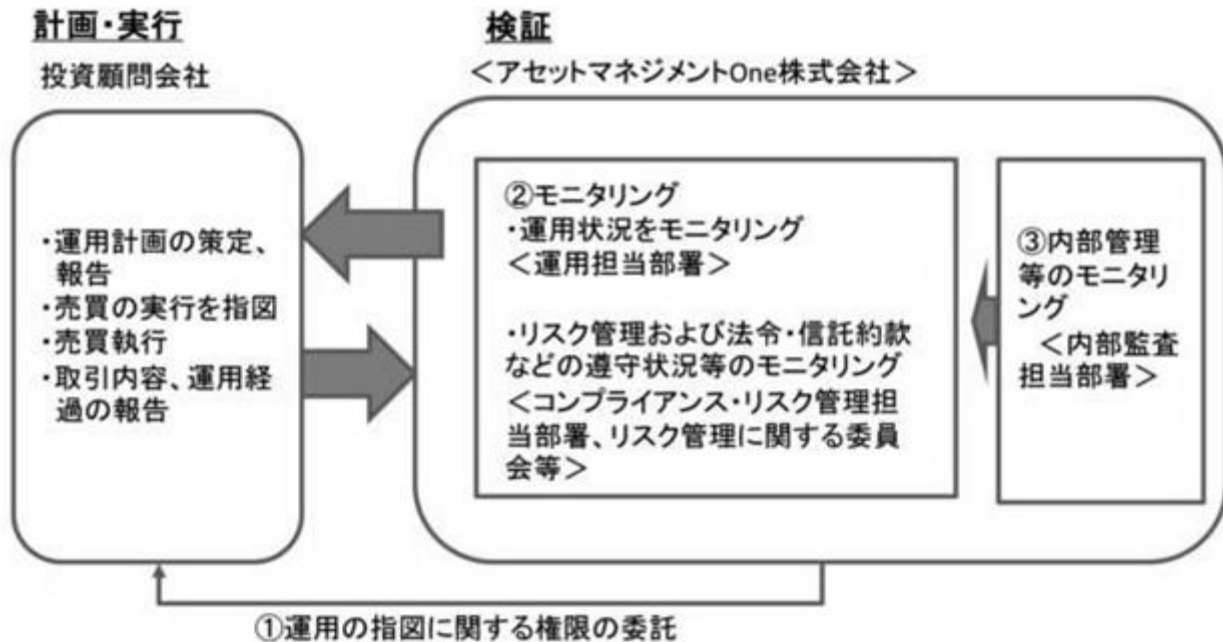 計画・実行
投資顧問会社
・運用計画の策定、
報告
・売買の実行を指図
・売買執行
・取引内容、運用経
過の報告
検証
＜アセットマネジメントOne株式会社＞
②モニタリング
・運用状況をモニタリング
＜運用担当部署＞
・リスク管理および法令・信託約款
などの遵守状況等のモニタリング
＜コンプライアンス・リスク管理担
当部署、リスク管理に関する委員
会等＞
③内部管理
等のモニタリ
ング
＜内部監査
担当部署＞
①運用の指図に関する権限の委託